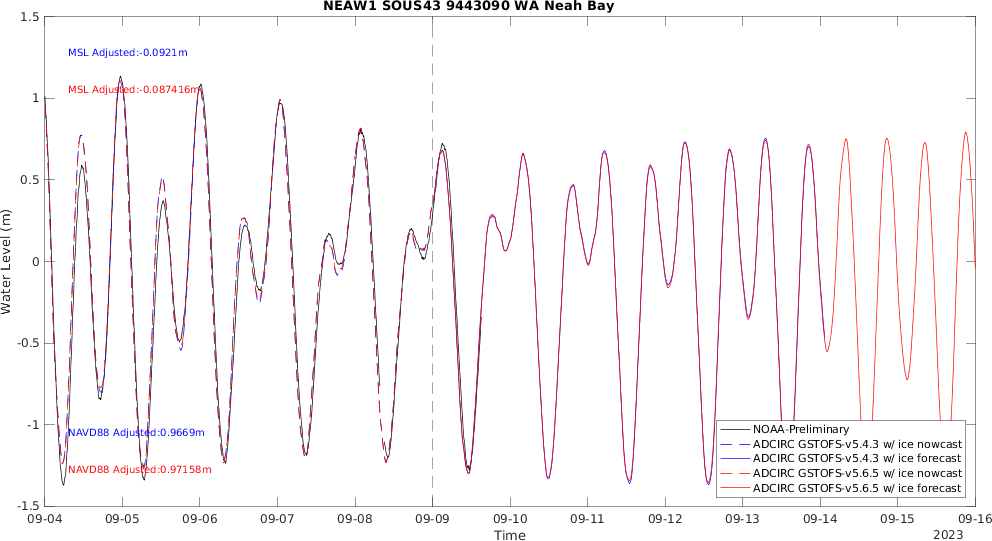 NEAW1 SOUS43 9443090 WA Neah Bay
1.5
1
0.5
0
-0.5
-1
-1.5
Water Level (m)
MSL Adjusted:-0.0921m
MSL Adjusted:-0.087416m
NAVD88 Adjusted:0.9669m
NAVD88 Adjusted:0.97158m
NOAA-Preliminary
ADCIRC GSTOFS-v5.4.3 w/ ice nowcast
ADCIRC GSTOFS-v5.4.3 w/ ice forecast
ADCIRC GSTOFS-v5.6.5 w/ ice nowcast
ADCIRC GSTOFS-v5.6.5 w/ ice forecast
09-04 09-05 09-06 09-07 09-08 09-09 09-10 09-11 09-12 09-13 09-14 09-15 09-16
Time
2023